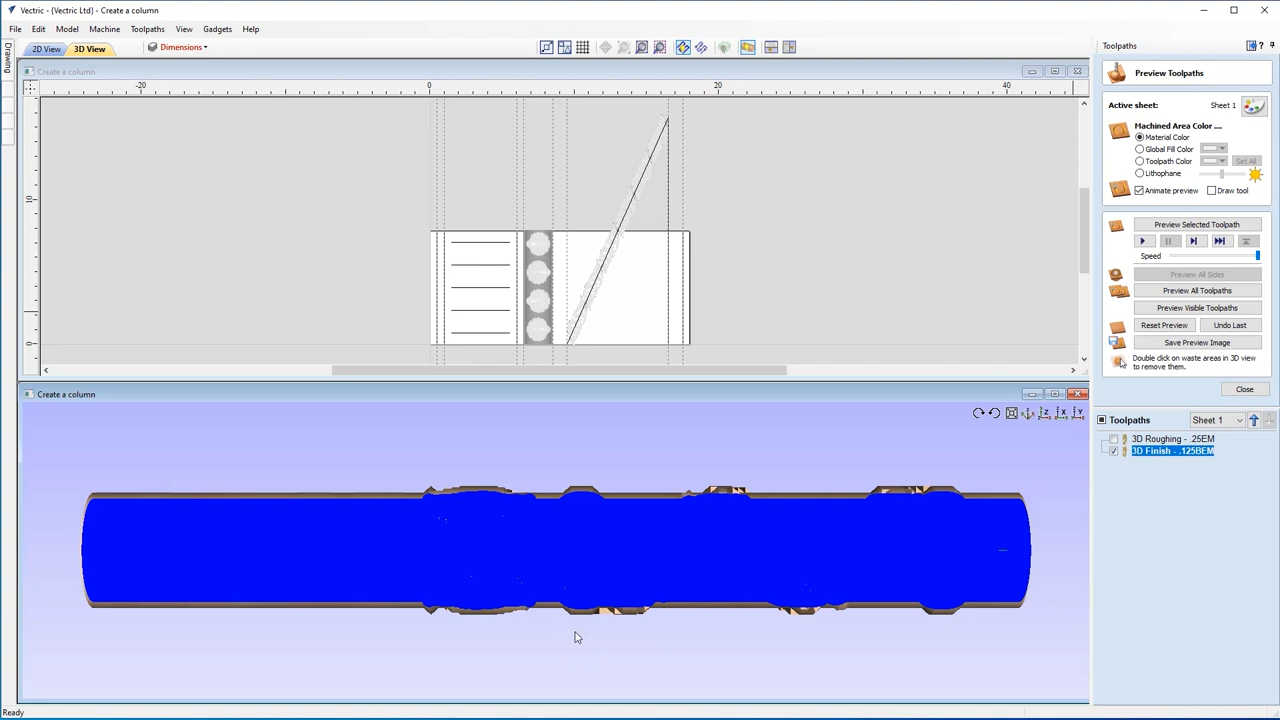 Vectric - {Vectric Ltd} - Create a column
File Edit Model Machine Toolpaths View Gadgets Help
2D View 3D View Dimensions
Drawing
Create a column
-20 0 20 40
10
0
Create a column
Toolpaths
Preview Toolpaths
Active sheet: Sheet 1
Machined Area Color ....
Material Color
Global Fill Color
Toolpath Color Set All
Lithophane
Animate preview Draw tool
Preview Selected Toolpath
Speed
Preview All Sides
Preview All Toolpaths
Preview Visible Toolpaths
Reset Preview Undo Last
Save Preview Image
Double click on waste areas in 3D view
to remove them.
Close
Toolpaths Sheet 1
3D Roughing - .25EM
3D Finish - .125BEM
Ready